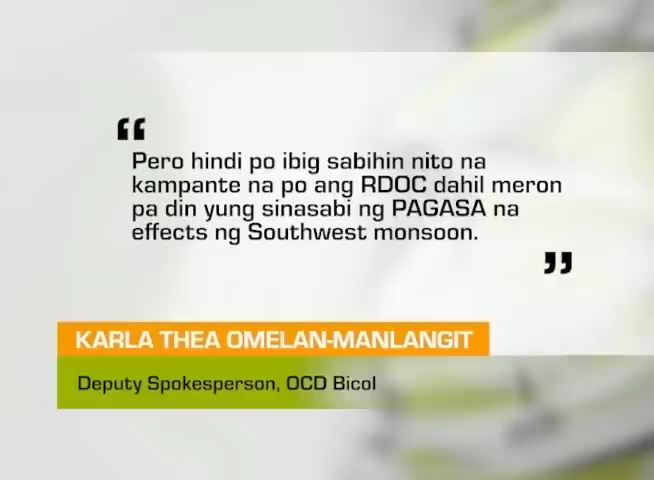 “
Pero hindi po ibig sabihin nito na
kampante na po ang RDOC dahil meron
pa din yung sinasabi ng PAGASA na
effects ng Southwest monsoon.
”
KARLA THEA OMELAN-MANLANGIT
Deputy Spokesperson, OCD Bicol